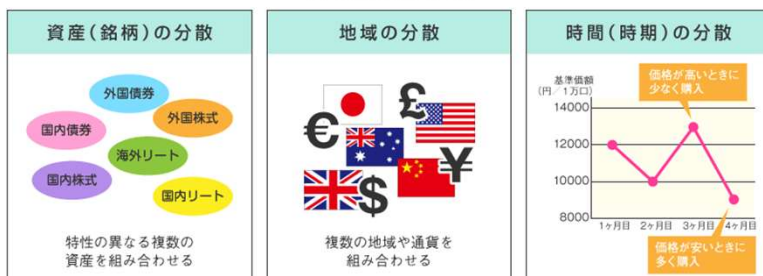 資産(銘柄)の分散
外国債券
国内債券
外国株式
海外リート
国内株式
国内リート
特性の異なる複数の
資産を組み合わせる
地域の分散
£
€
¥
$
複数の地域や通貨を
組み合わせる
時間(時期)の分散
基準価額
(円/1万口)
価格が高いときに
少なく購入
14000
12000
10000
8000
1ヶ月目 2ヶ月目 3ヶ月目 4ヶ月目
価格が安いときに
多く購入